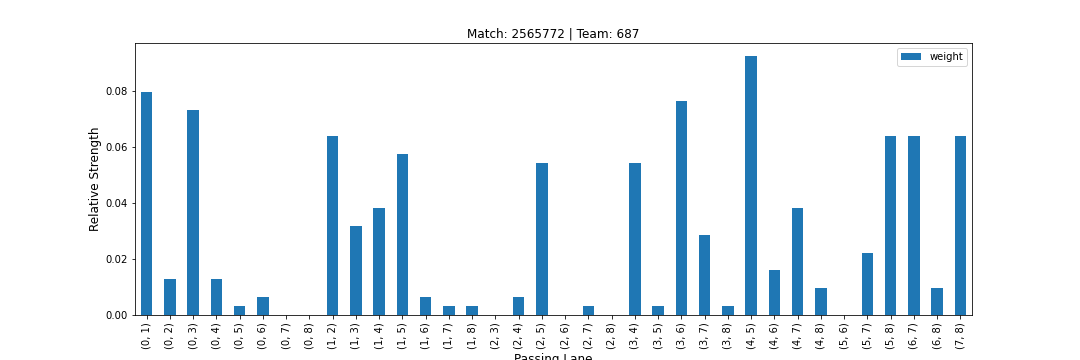 Match: 2565772 | Team: 687
weight
Relative Strength
0.08
0.06
0.04
0.02
0.00
(0, 1) (0, 2) (0, 3) (0, 4) (0, 5) (0, 6) (0, 7) (0, 8) (1, 2) (1, 3) (1, 4) (1, 5) (1, 6) (1, 7) (1, 8) (2, 3) (2, 4) (2, 5) (2, 6) (2, 7) (2, 8) (3, 4) (3, 5) (3, 6) (3, 7) (3, 8) (4, 5) (4, 6) (4, 7) (4, 8) (5, 6) (5, 7) (5, 8) (6, 7) (6, 8) (7, 8)
Passing Lane